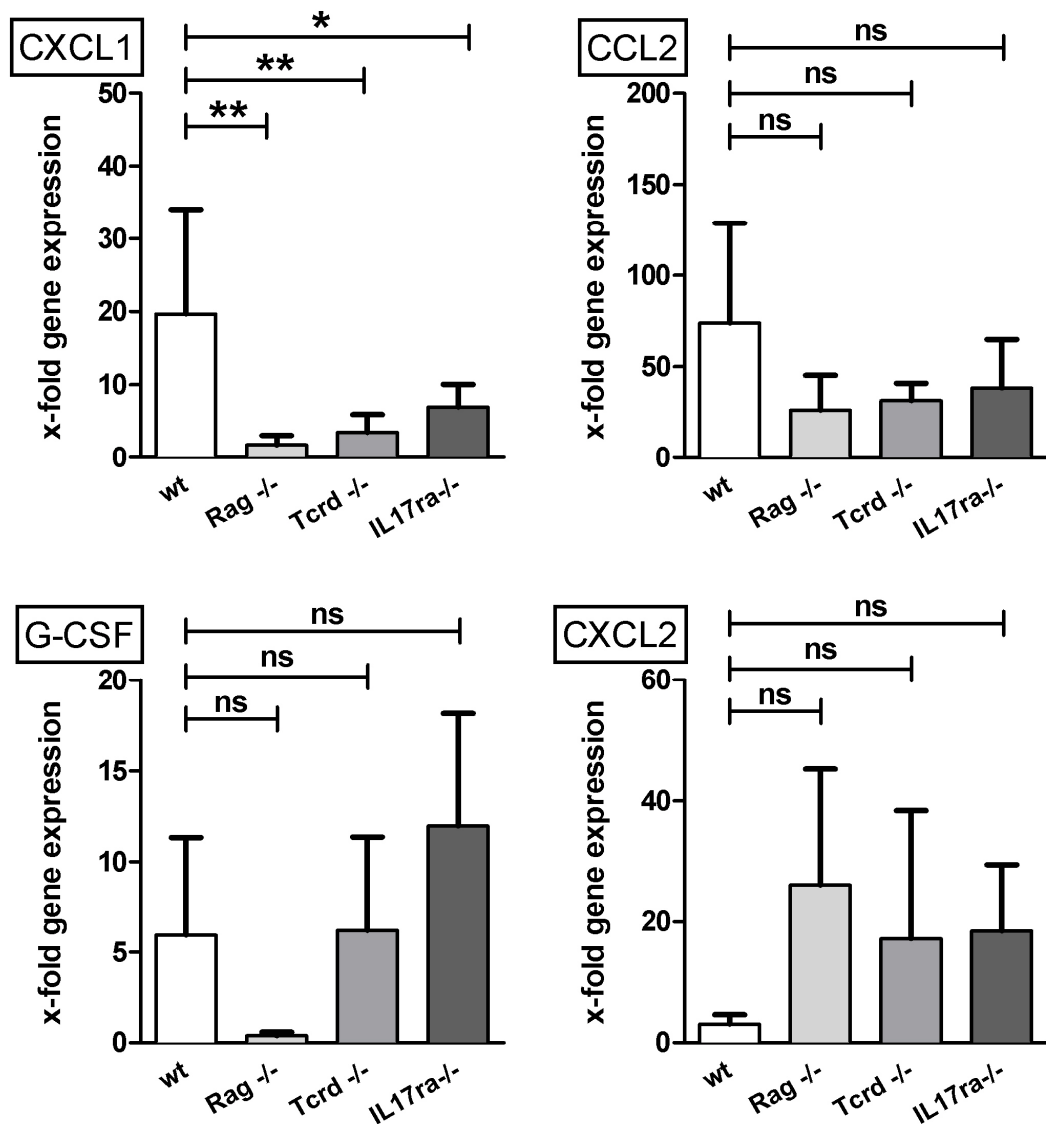 CXCL1
*
**
**
x-fold gene expression
50
40
30
20
10
0
wt
Rag -/-
Tcrd -/-
IL17ra-/-
CCL2
ns
ns
ns
x-fold gene expression
200
150
100
50
0
wt
Rag -/-
Tcrd -/-
IL17ra-/-
G-CSF
ns
ns
ns
x-fold gene expression
20
15
10
5
0
wt
Rag -/-
Tcrd -/-
IL17ra-/-
CXCL2
ns
ns
ns
x-fold gene expression
60
40
20
0
wt
Rag -/-
Tcrd -/-
IL17ra-/-